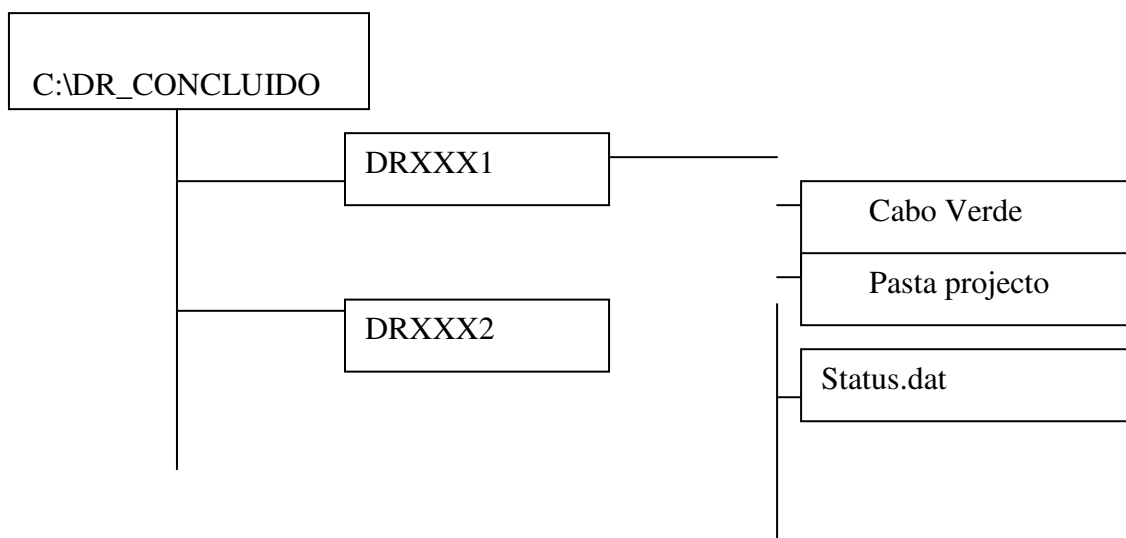 C:\DR_CONCLUIDO
DRXXX1
Cabo Verde
Pasta projecto
DRXXX2
Status.dat